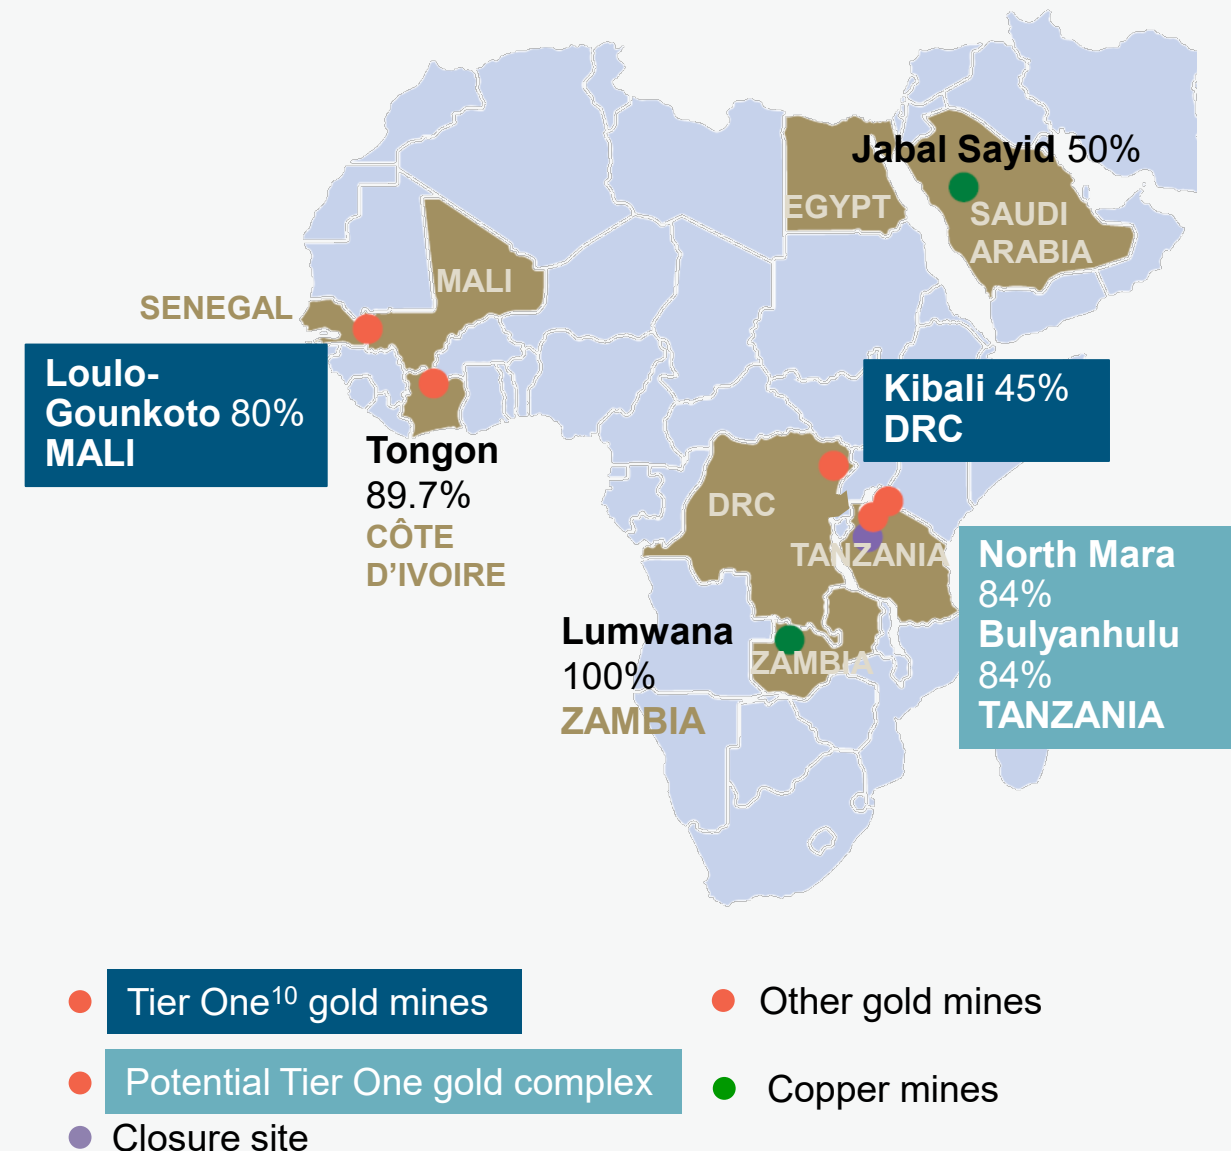 Jabal Sayid 50%
EGYPT
SAUDI
ARABIA
MALI
SENEGAL
Loulo-
Gounkoto 80%
MALI
Kibali 45%
DRC
Tongon
89.7%
CÔTE
D’IVOIRE
DRC
TANZANIA
North Mara
84%
Bulyanhulu
84%
TANZANIA
Lumwana
100%
ZAMBIA
ZAMBIA
Tier One¹⁰ gold mines
Other gold mines
Potential Tier One gold complex
Copper mines
Closure site